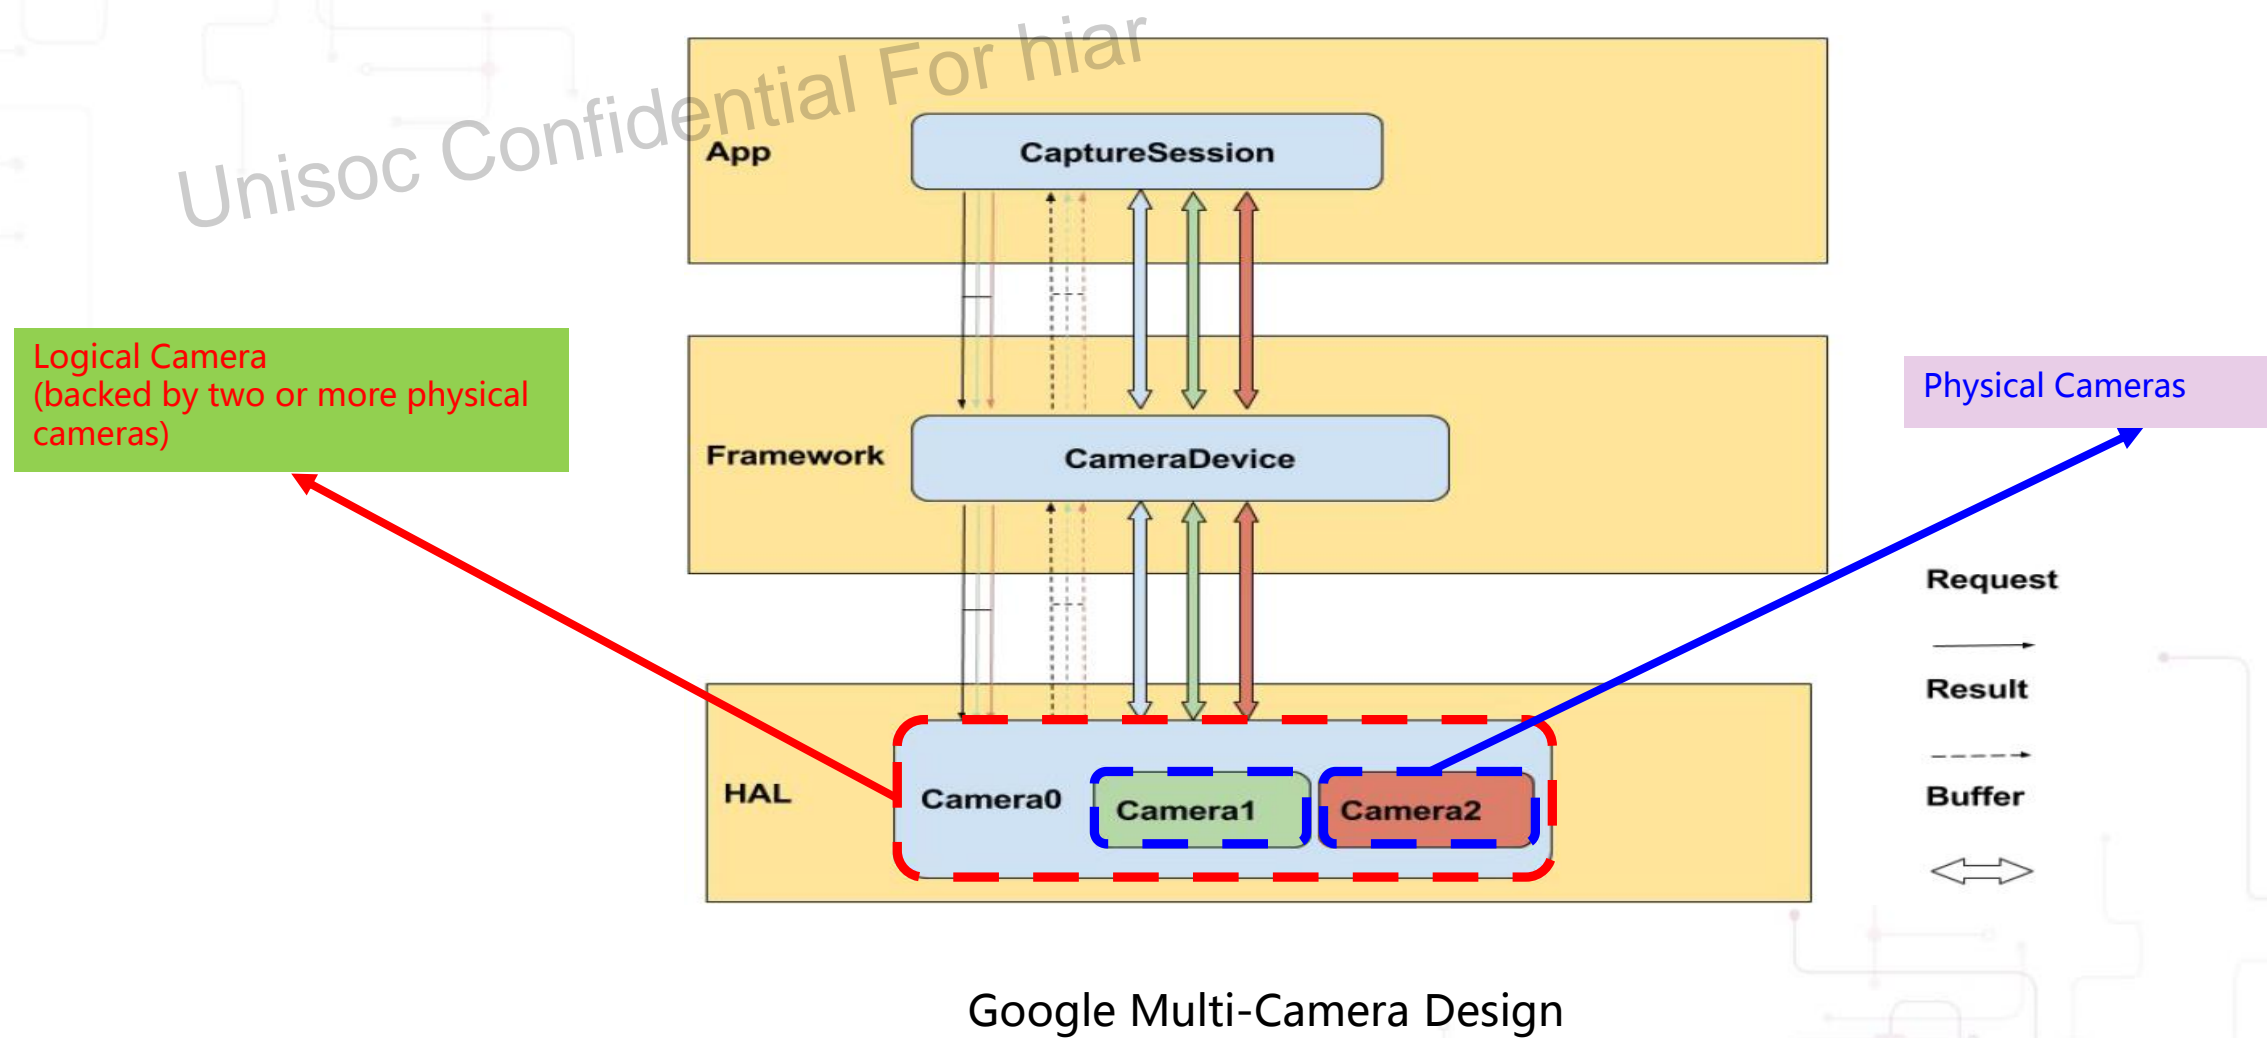 Unisoc Confidential For hiar
App
CaptureSession
Logical Camera
(backed by two or more physical
cameras)
Physical Cameras
Framework
CameraDevice
Request
Result
Buffer
HAL
Camera0
Camera1
Camera2
Google Multi-Camera Design